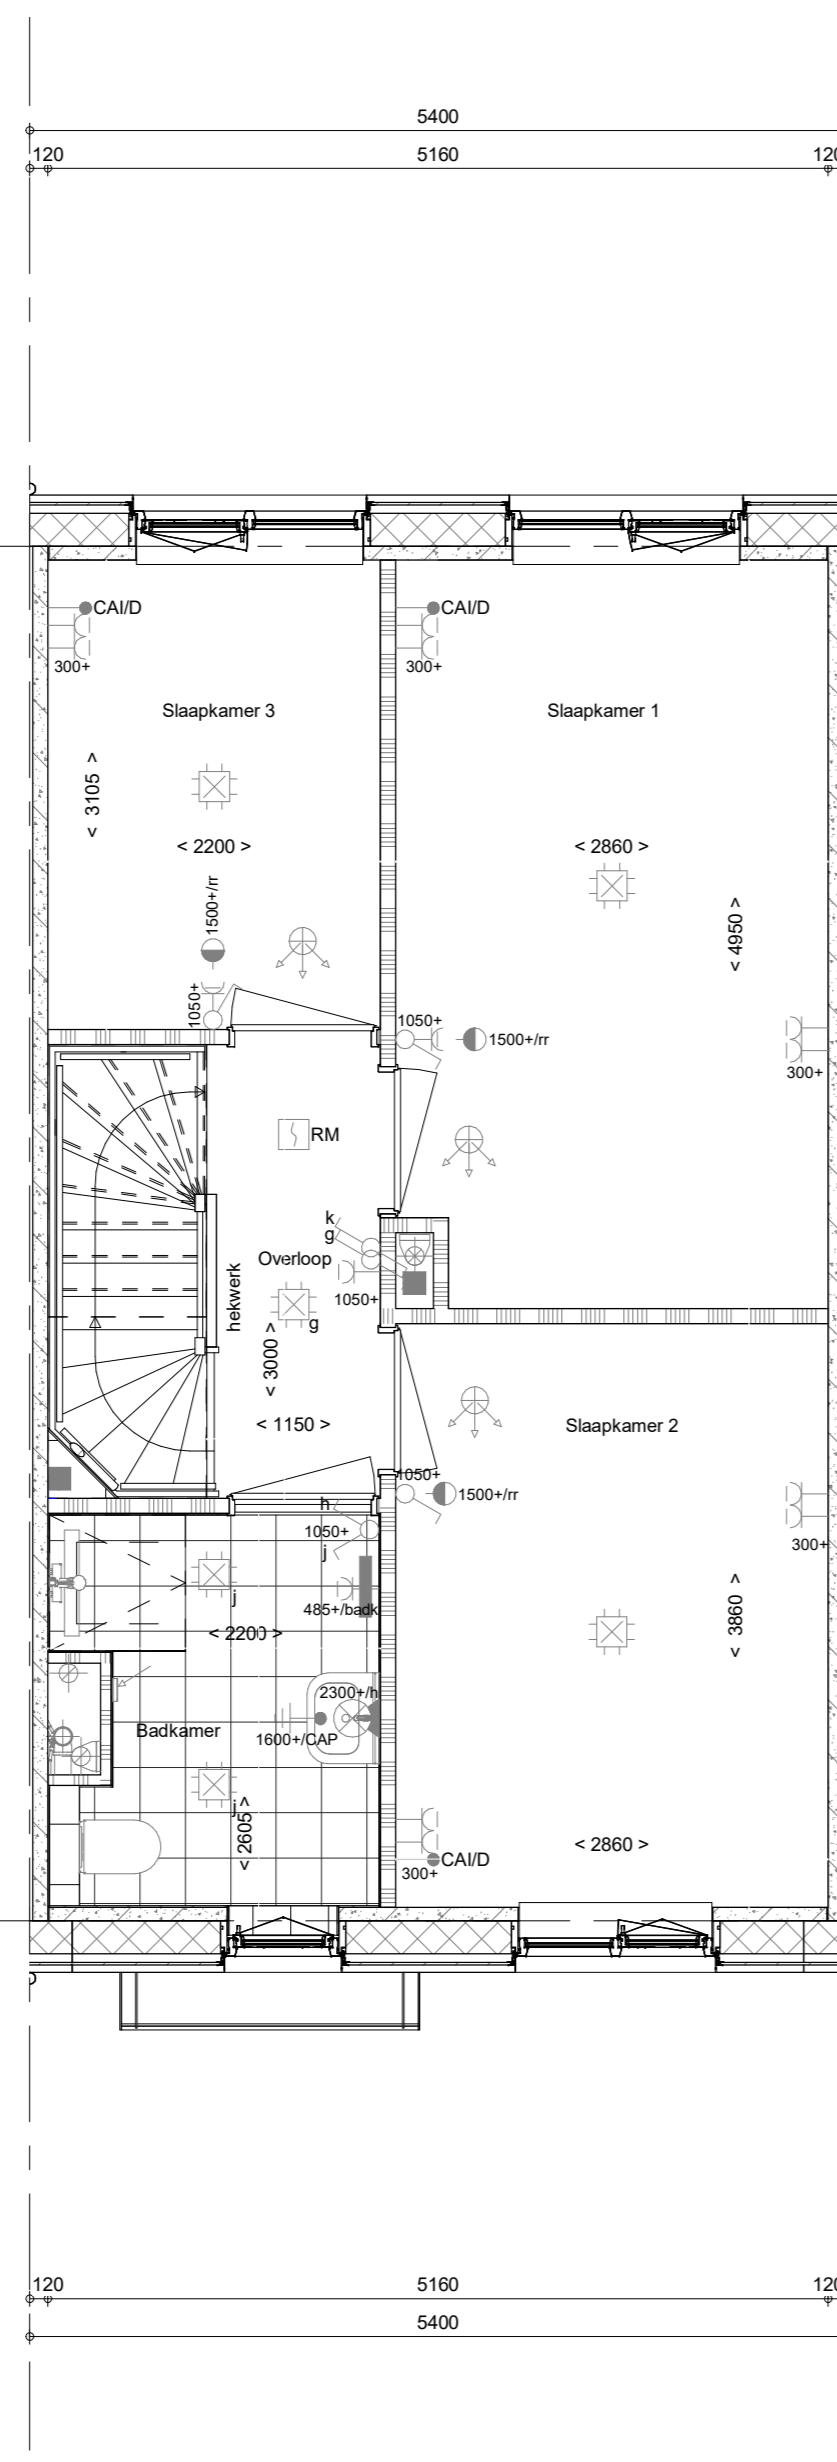 5400
120
5160
120
CAI/D
CAI/D
300+
300+
Slaapkamer 3
Slaapkamer 1
< 3105 >
< 2200 >
< 2860 >
1500+/rr
< 4950 >
1050+
1050+
1500+/rr
300+
RM
k
g
Overloop
1050+
hekwerk
g
< 3000 >
< 1150 >
Slaapkamer 2
1050+
1500+/rr
h
1050+
j
300+
j
485+/badk
< 2200 >
< 3860 >
2300+/h
Badkamer
1600+/CAP
j
< 2605 >
< 2860 >
CAI/D
300+
120
5160
120
5400